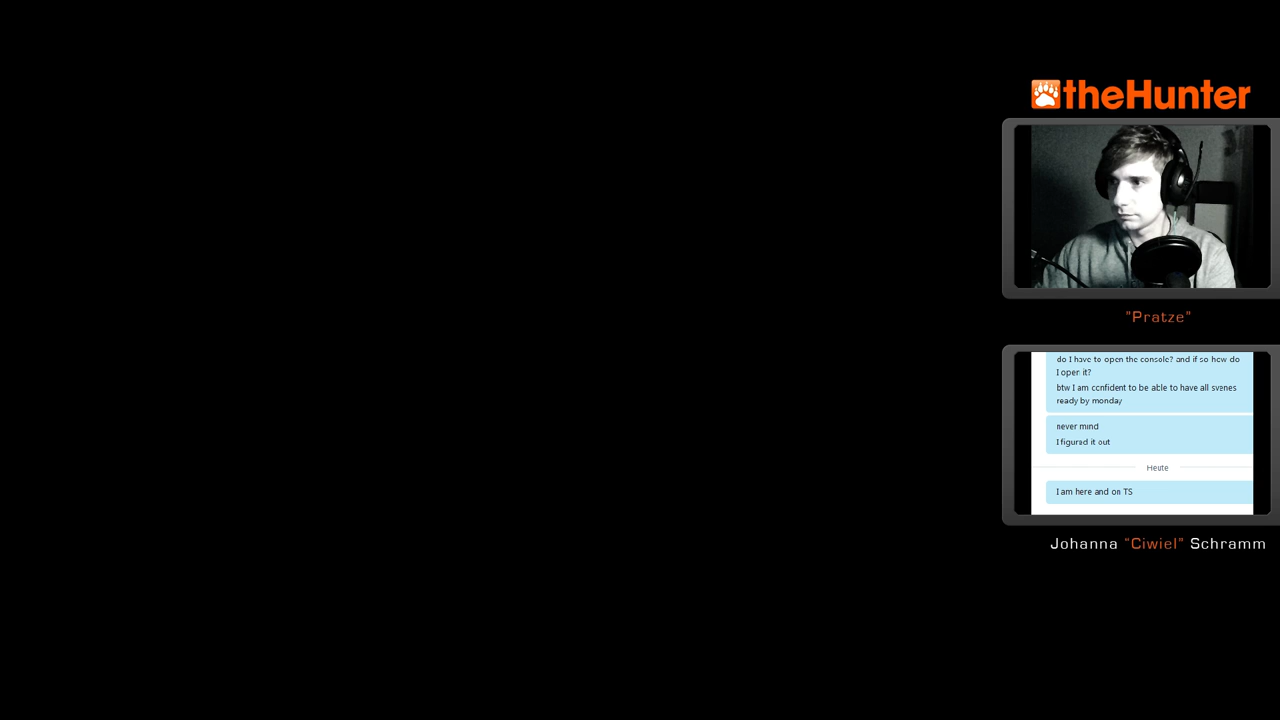 theHunter
"Pratze"
do I have to open the console? and if so how do
I open it?
btw I am confident to be able to have all svenes
ready by monday
never mind
I figured it out
Heute
I am here and on TS
Johanna "Ciwiel" Schramm